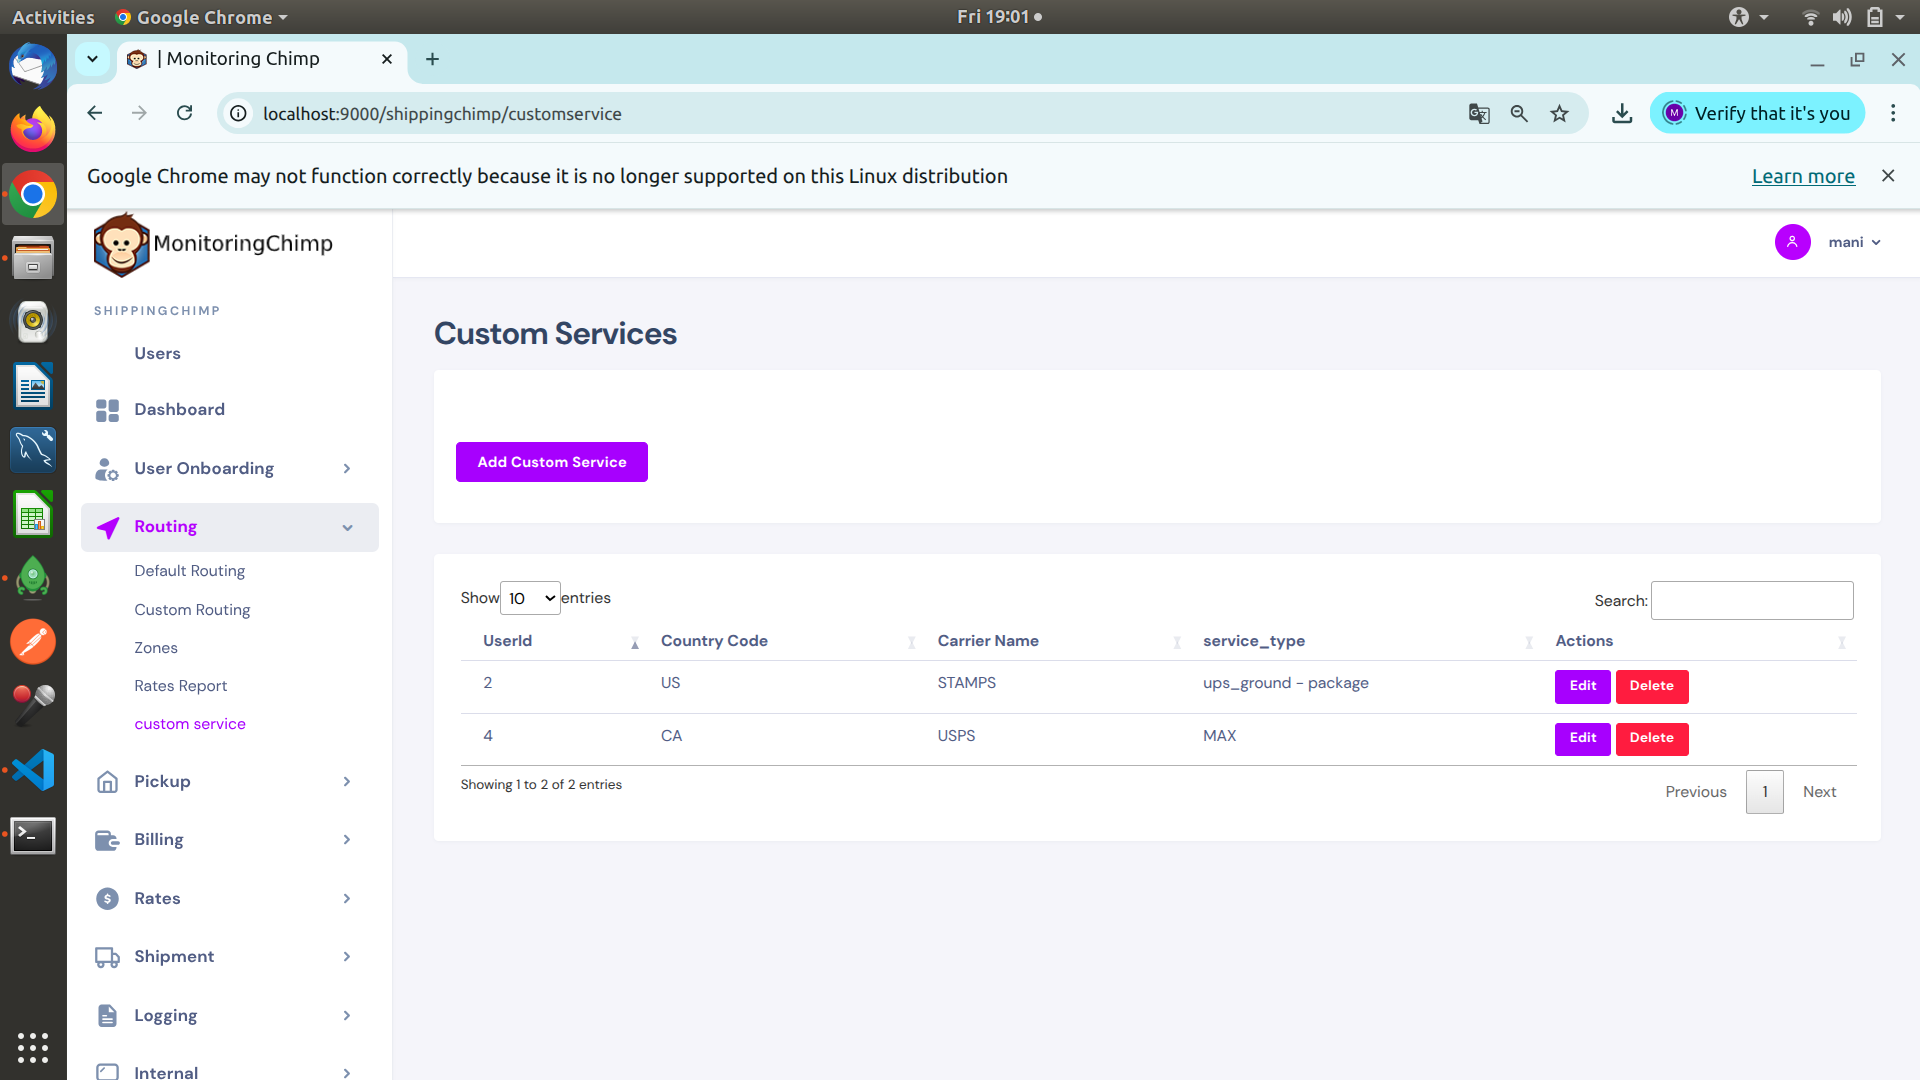 Activities
Google Chrome
Fri 19:01
| Monitoring Chimp
localhost:9000/shippingchimp/customservice
M
Verify that it's you
Google Chrome may not function correctly because it is no longer supported on this Linux distribution
Learn more
MonitoringChimp
mani
SHIPPINGCHIMP
Users
Dashboard
User Onboarding
Routing
Default Routing
Custom Routing
Zones
Rates Report
custom service
Pickup
Billing
Rates
Shipment
Logging
Internal
Custom Services
Add Custom Service
Show 10 entries
Search:
UserId Country Code Carrier Name service_type Actions
2 US STAMPS ups_ground - package Edit Delete
4 CA USPS MAX Edit Delete
Showing 1 to 2 of 2 entries
Previous 1 Next